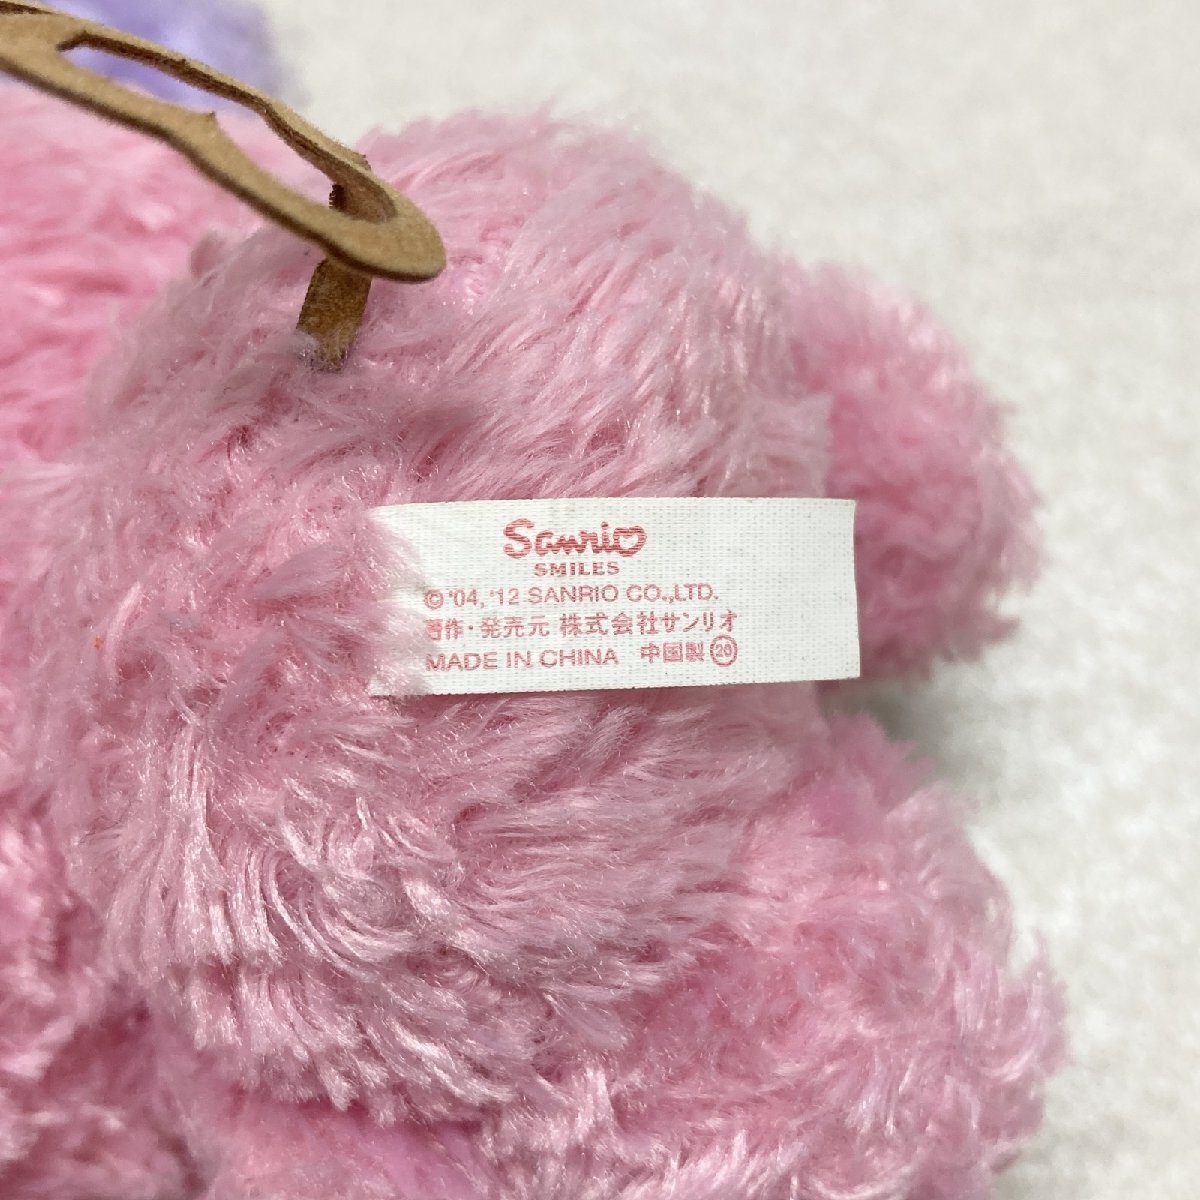 Sanrio
SMILES
© '04, '12 SANRIO CO.,LTD.
著作・発売元 株式会社サンリオ
MADE IN CHINA 中国製 26